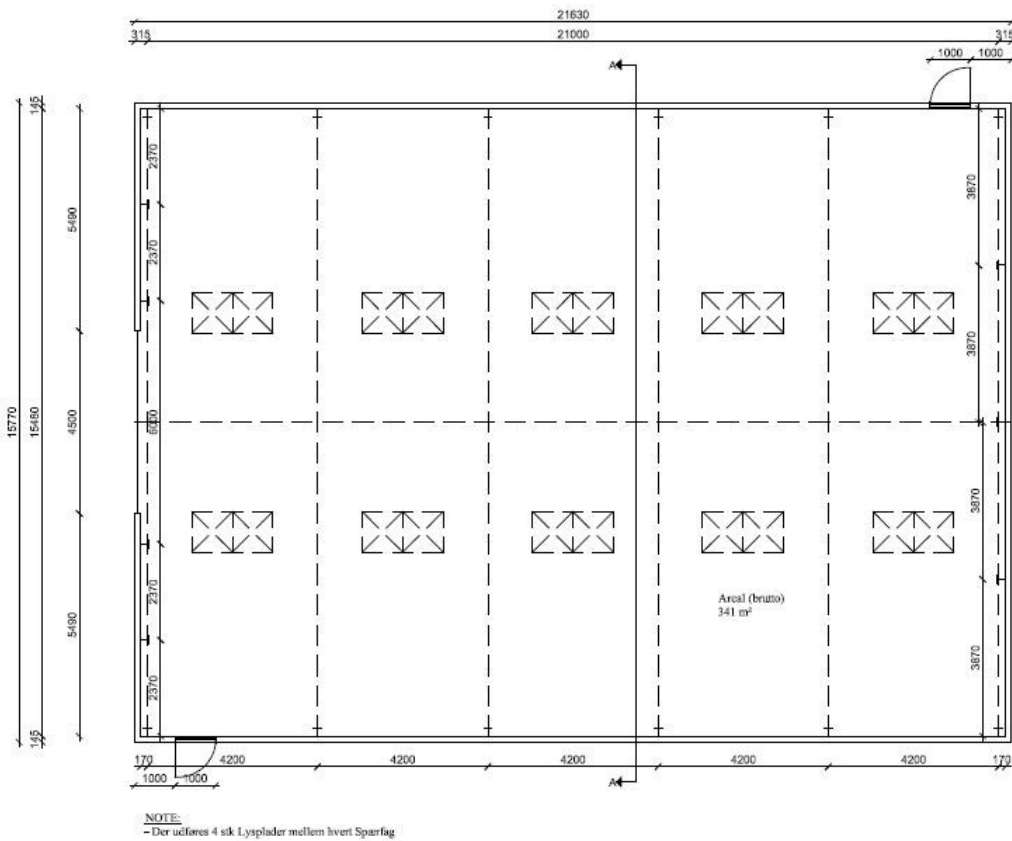 21630
315 21000 315
1000 1000
A
145
2370
5490
2370
3870
3870
15770
15480
4500
6000
3870
2370
5490
2370
3870
Areal (brutto)
341 m²
145
170 4200 4200 4200 4200 4200 170
1000 1000
A
NOTE:
- Der udføres 4 stk Lysplader mellem hvert Spærfag